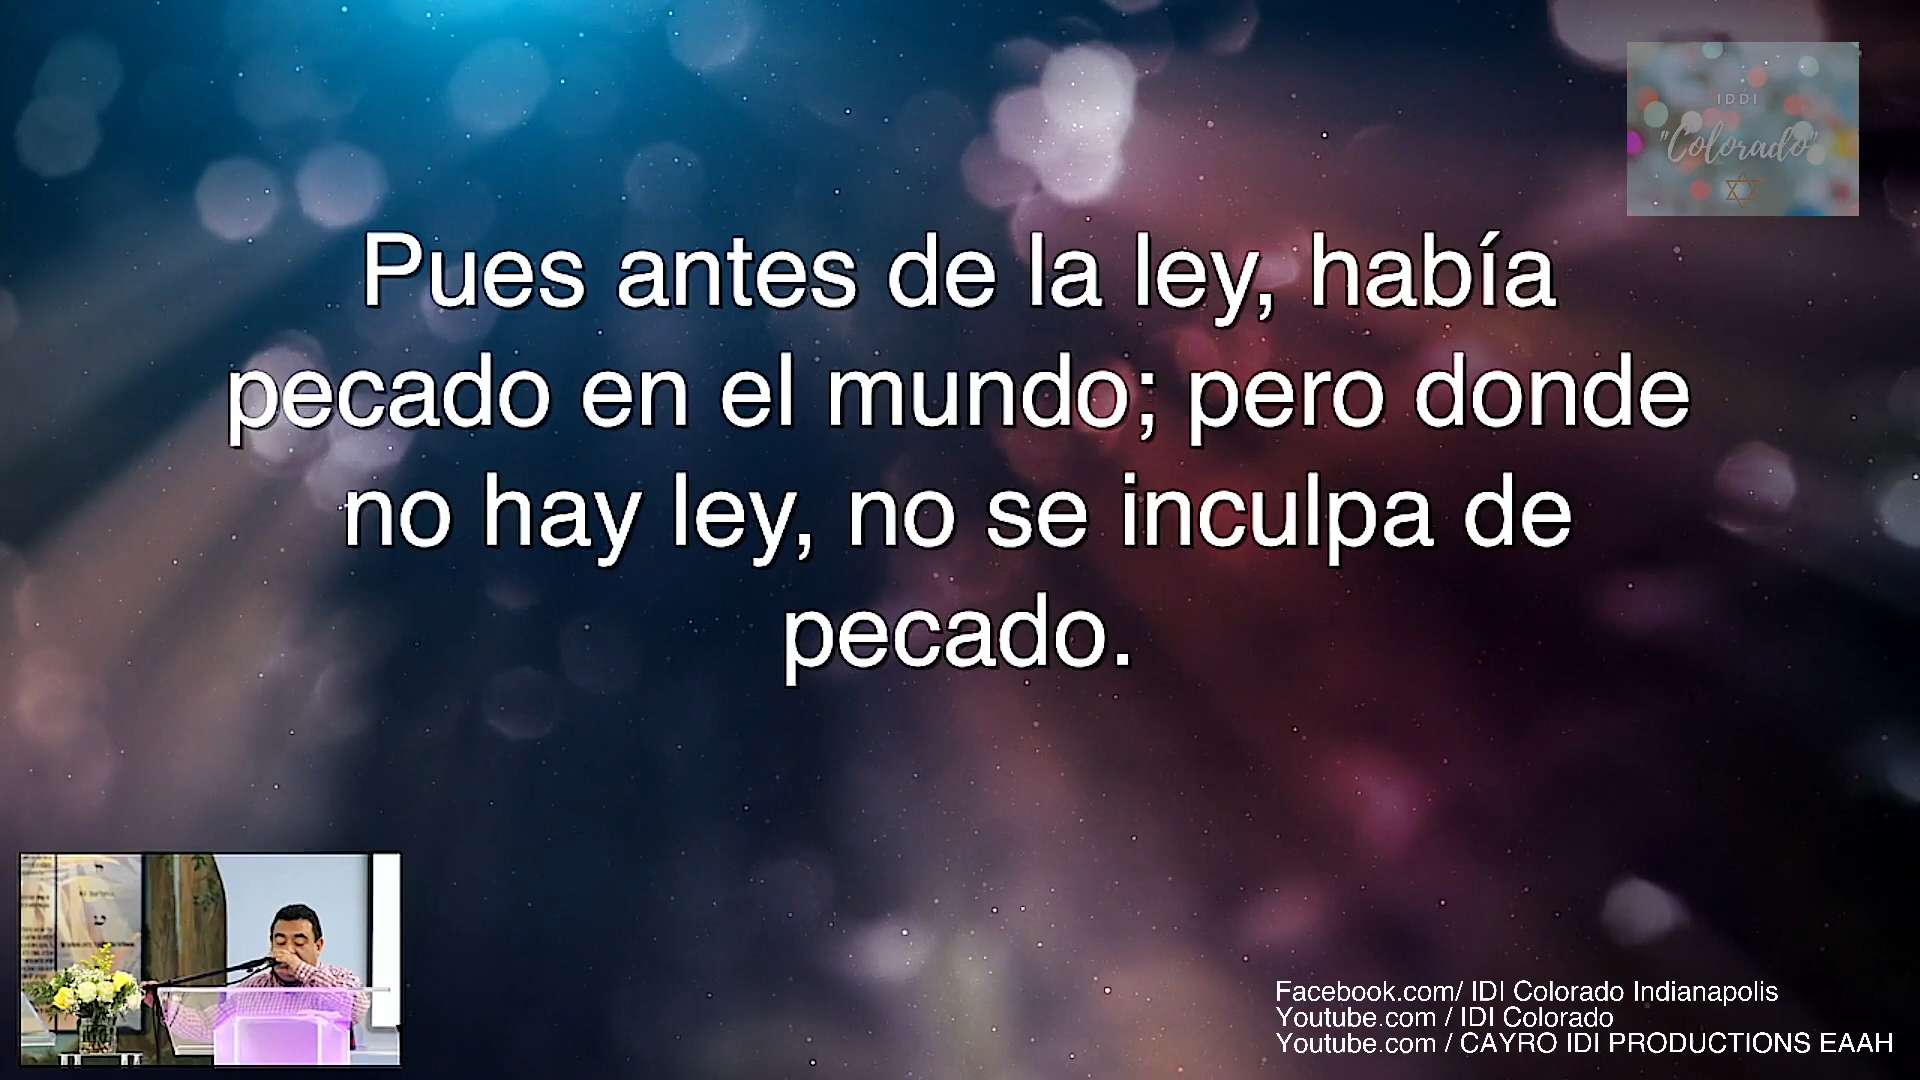 IDDI
"Colorado"
Pues antes de la ley, había
pecado en el mundo; pero donde
no hay ley, no se inculpa de
pecado.
Facebook.com/ IDI Colorado Indianapolis
Youtube.com / IDI Colorado
Youtube.com / CAYRO IDI PRODUCTIONS EAAH